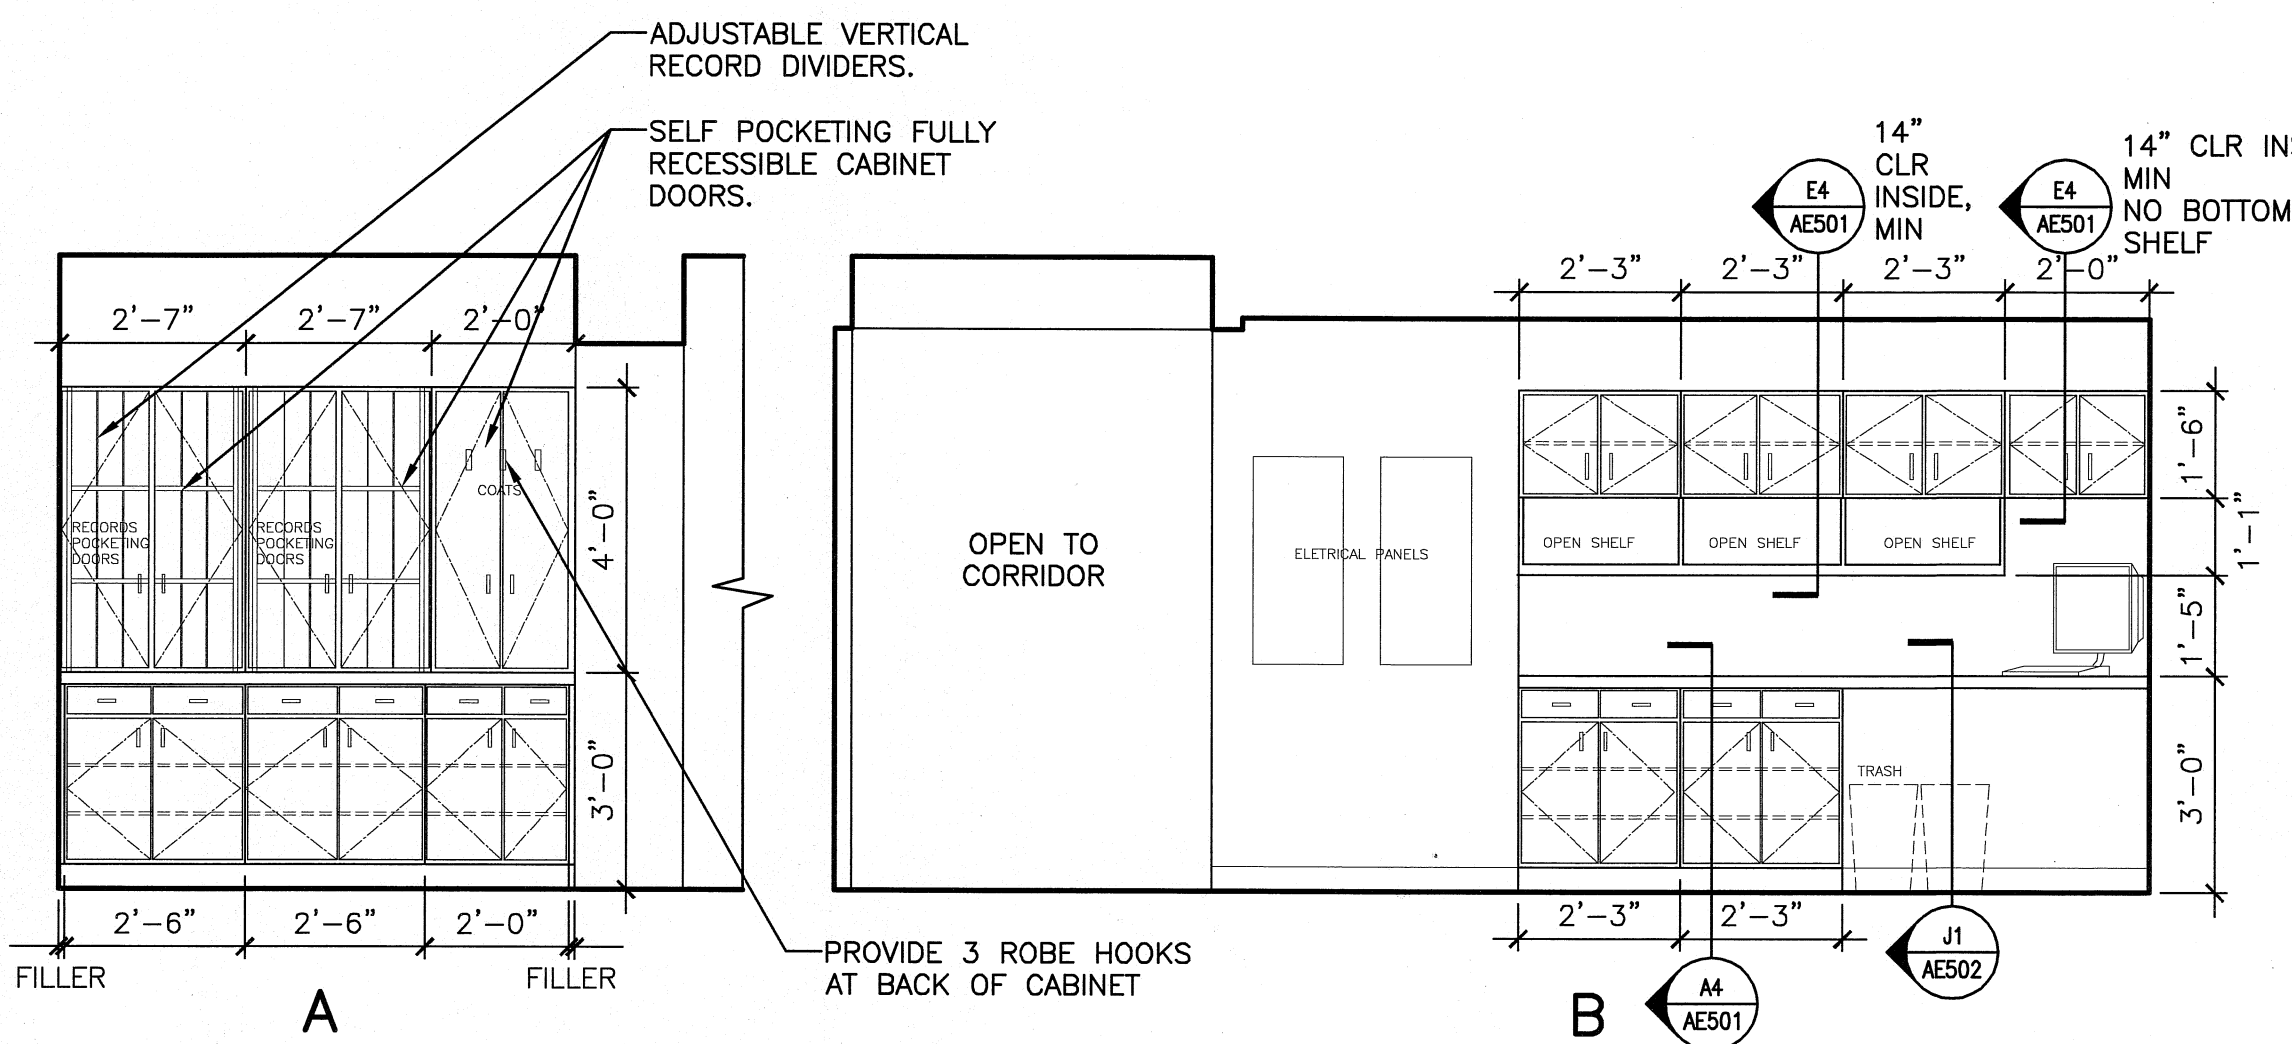 ADJUSTABLE VERTICAL
RECORD DIVIDERS.
SELF POCKETING FULLY
RECESSIBLE CABINET
DOORS.
14”
CLR
INSIDE,
MIN
14” CLR IN
MIN
NO BOTTOM
SHELF
E4
AE501
E4
AE501
2’-7”
2’-7”
2’-0”
2’-3”
2’-3”
2’-3”
2’-0”
COATS
RECORDS
POCKETING
DOORS
RECORDS
POCKETING
DOORS
4’-0”
3’-0”
OPEN TO
CORRIDOR
ELETRICAL PANELS
OPEN SHELF
OPEN SHELF
OPEN SHELF
1’-6”
1’-1”
1’-5”
3’-0”
TRASH
2’-6”
2’-6”
2’-0”
FILLER
FILLER
PROVIDE 3 ROBE HOOKS
AT BACK OF CABINET
2’-3”
2’-3”
J1
AE502
A4
AE501
A
B